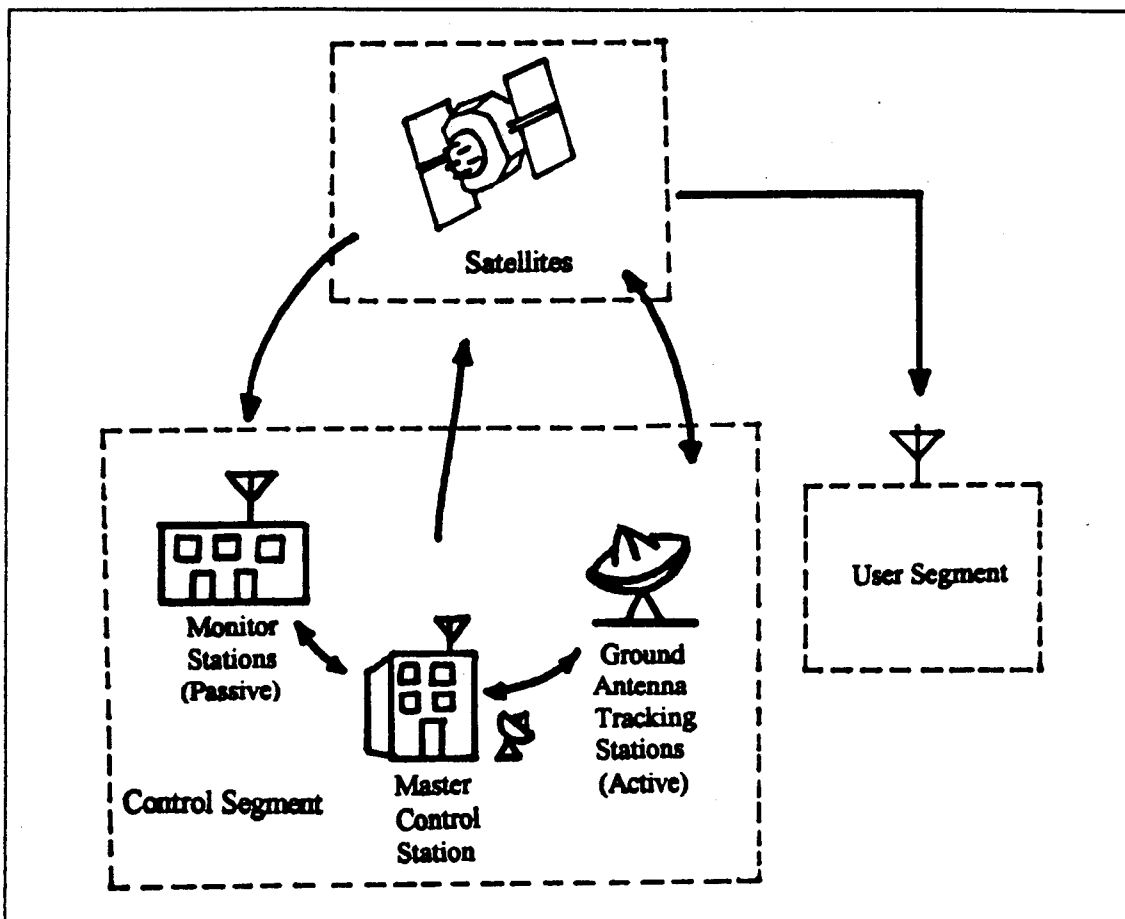 Satellites
User Segment
Monitor
Stations
(Passive)
Ground
Antenna
Tracking
Stations
(Active)
Master
Control
Station
Control Segment